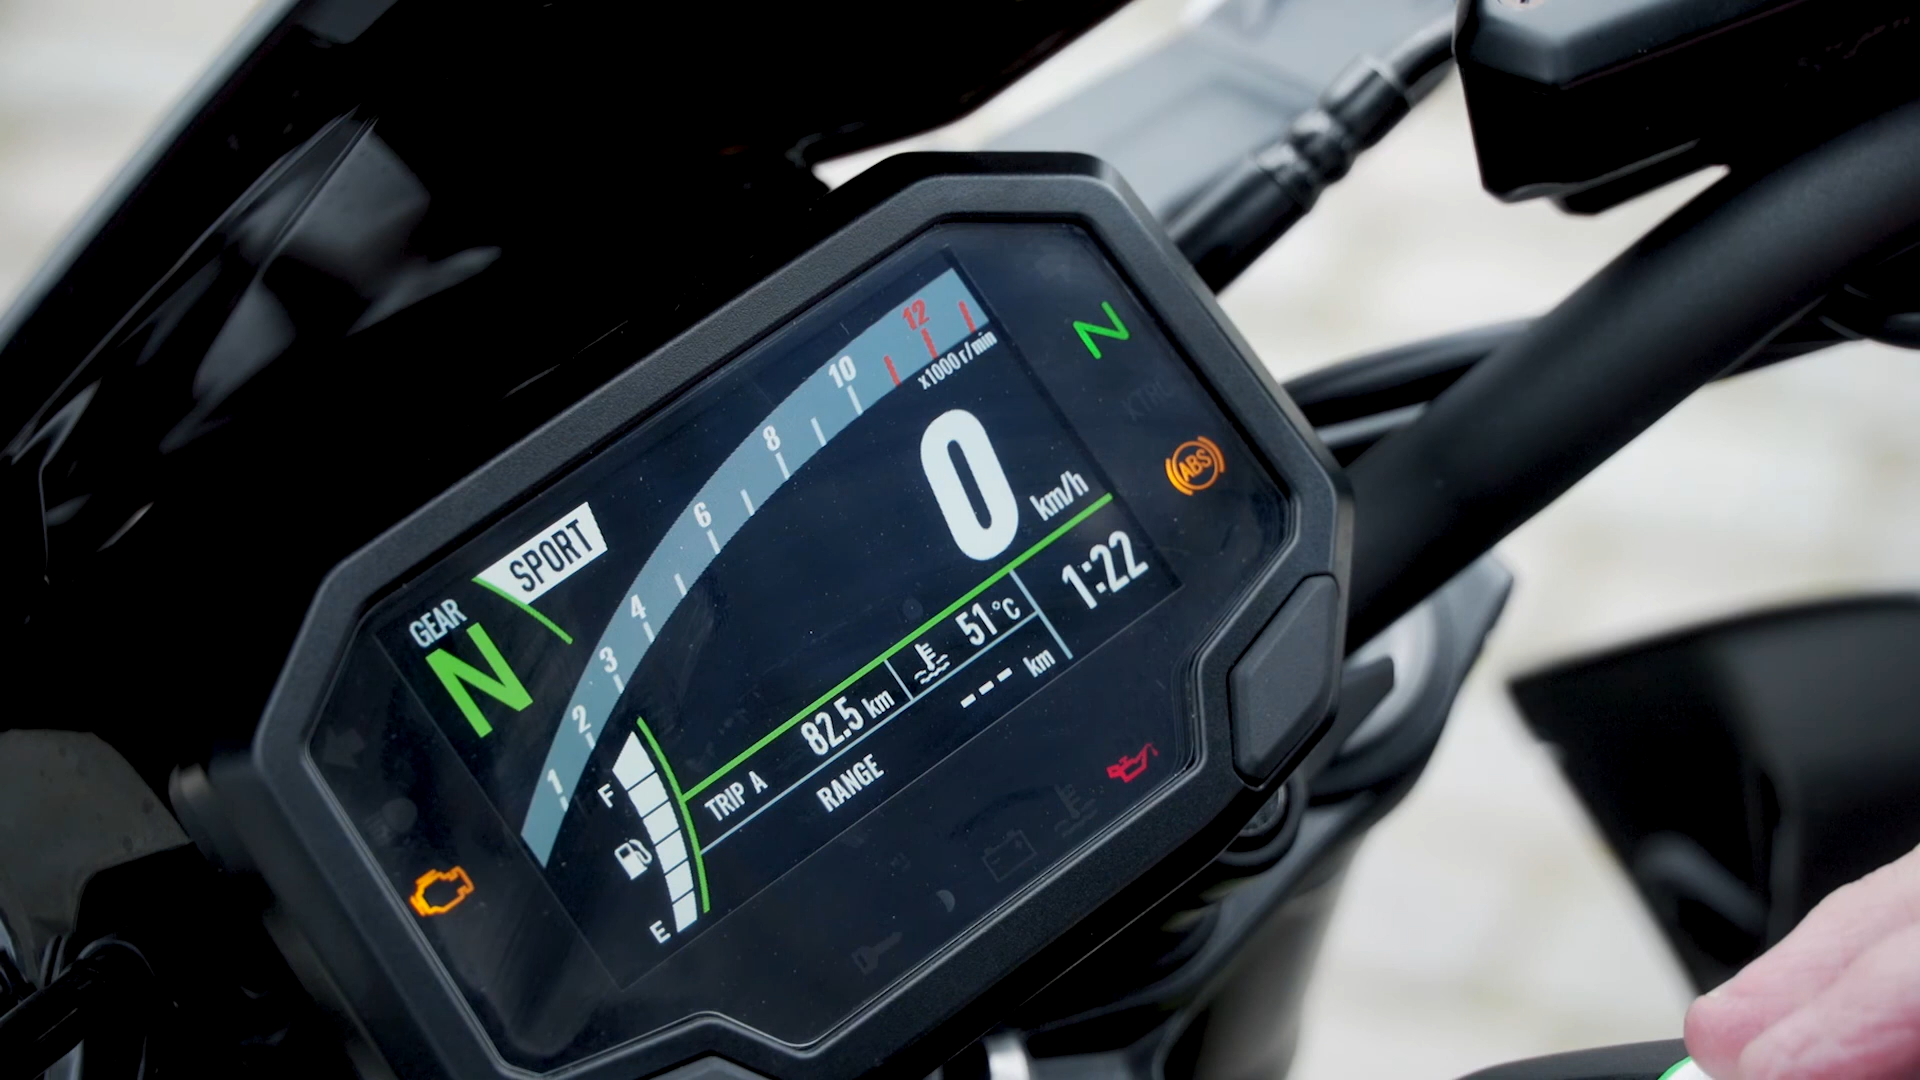 GEAR
N
SPORT
1
2
3
4
6
8
10
12
x1000 r/min
0 km/h
1:22
51°C
TRIP A 82.5 km
RANGE --- km
F
E
N
KTRC
ABS